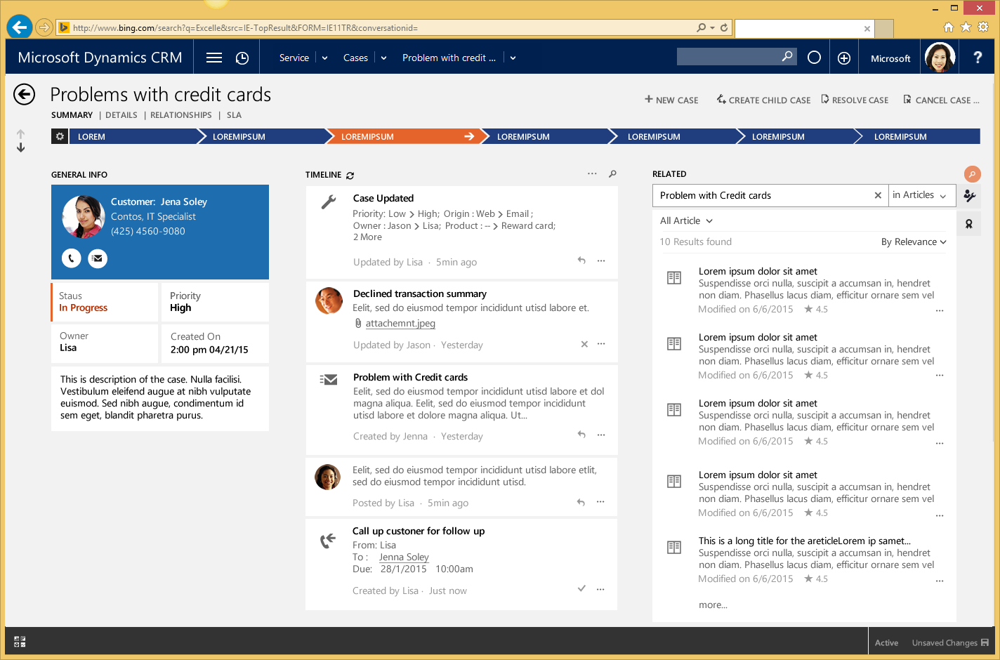 http://www.bing.com/search?q=Excelle&src=IE-TopResult&FORM=IE11TR&conversationid=
Microsoft Dynamics CRM
Service
Cases
Problem with credit ...
Microsoft
?
Problems with credit cards
NEW CASE
CREATE CHILD CASE
RESOLVE CASE
CANCEL CASE ...
SUMMARY | DETAILS | RELATIONSHIPS | SLA
LOREM
LOREMIPSUM
LOREMIPSUM
LOREMIPSUM
LOREMIPSUM
LOREMIPSUM
LOREMIPSUM
GENERAL INFO
Customer: Jena Soley
Contos, IT Specialist
(425) 4560-9080
Staus
In Progress
Priority
High
Owner
Lisa
Created On
2:00 pm 04/21/15
This is description of the case. Nulla facilisi.
Vestibulum eleifend augue at nibh vulputate
euismod. Sed nibh augue, condimentum id
sem eget, blandit pharetra purus.
TIMELINE
Case Updated
Priority: Low > High; Origin : Web > Email ;
Owner : Jason > Lisa; Product : -- > Reward card;
2 More
Updated by Lisa · 5min ago
Declined transaction summary
Eelit, sed do eiusmod tempor incididunt utisd labore et.
attachemnt.jpeg
Updated by Jason · Yesterday
Problem with Credit cards
Eelit, sed do eiusmod tempor incididunt utisd labore et dol
magna aliqua. Eelit, sed do eiusmod tempor incididunt
utisd labore et dolore magna aliqua. Ut...
Created by Jenna · Yesterday
Eelit, sed do eiusmod tempor incididunt utisd labore etlit,
sed do eiusmod tempor incididunt utisd.
Posted by Lisa · 5min ago
Call up custoner for follow up
From: Lisa
To : Jenna Soley
Due: 28/1/2015 10:00am
Created by Lisa · Just now
RELATED
Problem with Credit cards
in Articles
All Article
10 Results found
By Relevance
Lorem ipsum dolor sit amet
Suspendisse orci nulla, suscipit a accumsan in, hendret
non diam. Phasellus lacus diam, efficitur ornare sem vel
Modified on 6/6/2015 ★ 4.5
Lorem ipsum dolor sit amet
Suspendisse orci nulla, suscipit a accumsan in, hendret
non diam. Phasellus lacus diam, efficitur ornare sem vel
Modified on 6/6/2015 ★ 4.5
Lorem ipsum dolor sit amet
Suspendisse orci nulla, suscipit a accumsan in, hendret
non diam. Phasellus lacus diam, efficitur ornare sem vel
Modified on 6/6/2015 ★ 4.5
Lorem ipsum dolor sit amet
Suspendisse orci nulla, suscipit a accumsan in, hendret
non diam. Phasellus lacus diam, efficitur ornare sem vel
Modified on 6/6/2015 ★ 4.5
This is a long title for the areticleLorem ip samet...
Suspendisse orci nulla, suscipit a accumsan in, hendret
non diam. Phasellus lacus diam, efficitur ornare sem vel
Modified on 6/6/2015 ★ 4.5
more...
Active
Unsaved Changes